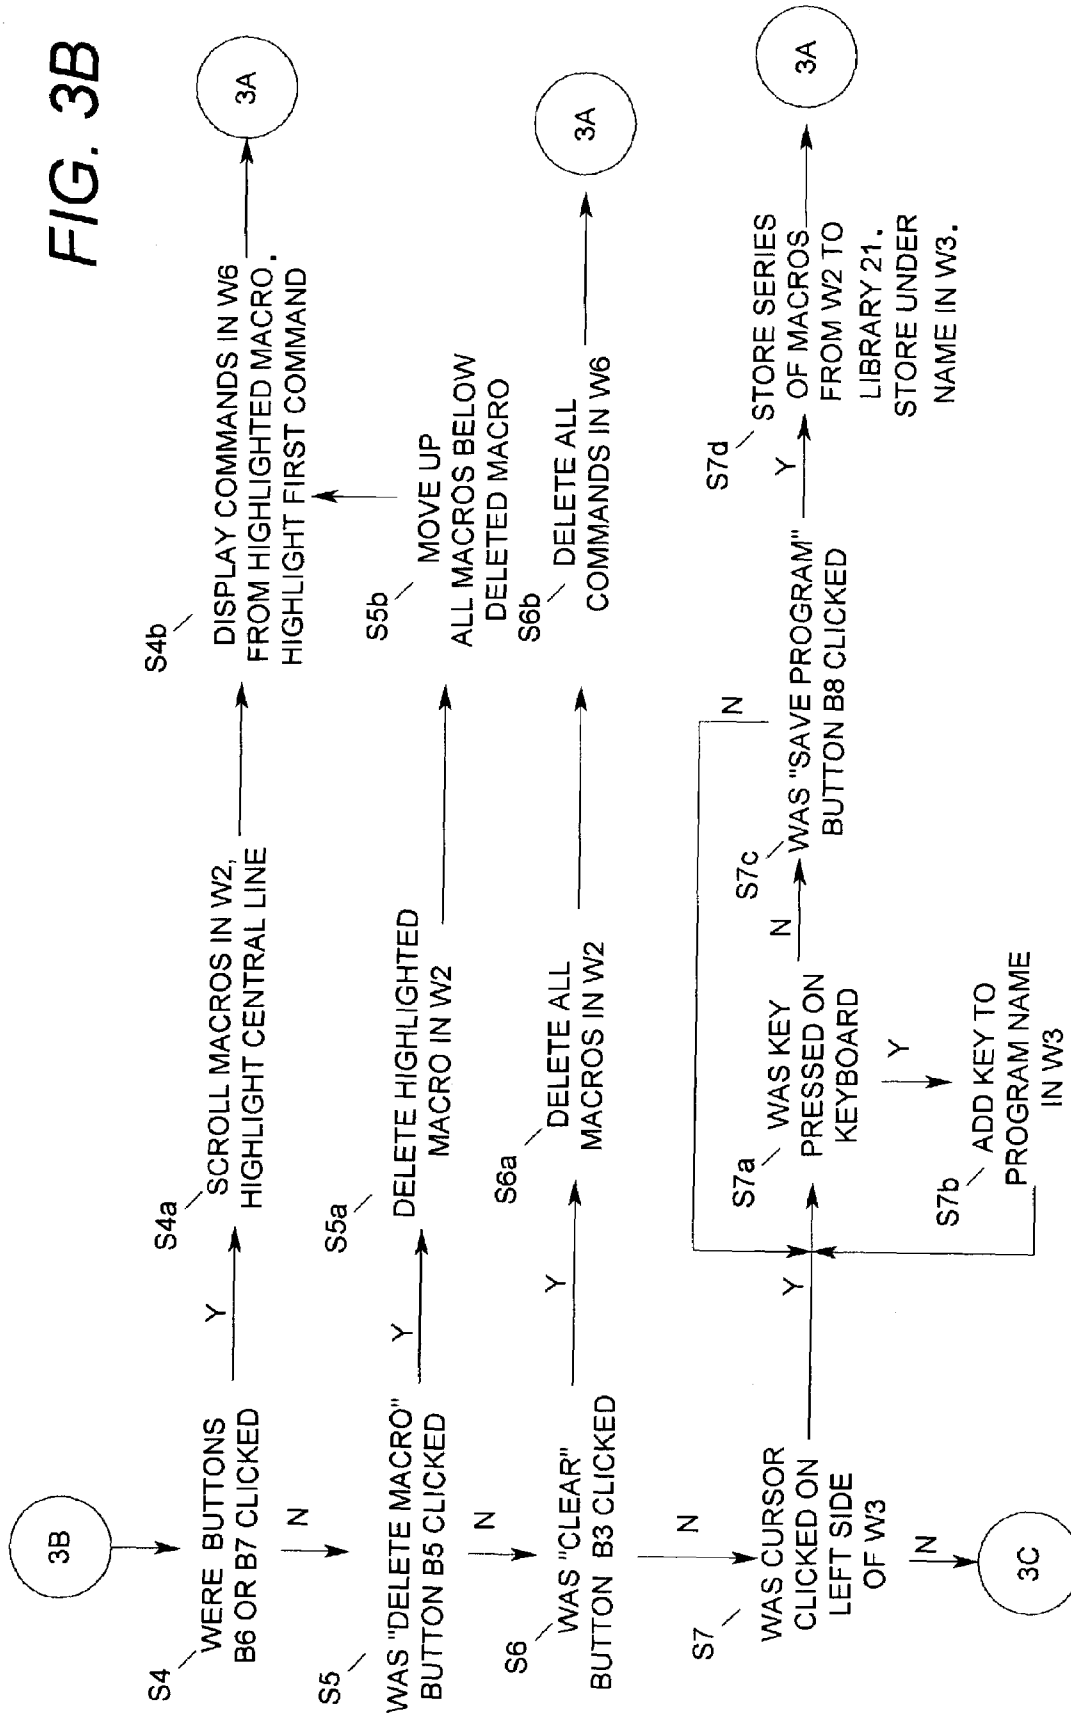 FIG. 3B
3B
S4
WERE BUTTONS
B6 OR B7 CLICKED
Y
S4a
SCROLL MACROS IN W2,
HIGHLIGHT CENTRAL LINE
S4b
DISPLAY COMMANDS IN W6
FROM HIGHLIGHTED MACRO.
HIGHLIGHT FIRST COMMAND
3A
N
S5
WAS "DELETE MACRO"
BUTTON B5 CLICKED
Y
S5a
DELETE HIGHLIGHTED
MACRO IN W2
S5b
MOVE UP
ALL MACROS BELOW
DELETED MACRO
N
S6
WAS "CLEAR"
BUTTON B3 CLICKED
Y
S6a
DELETE ALL
MACROS IN W2
S6b
DELETE ALL
COMMANDS IN W6
3A
N
S7
WAS CURSOR
CLICKED ON
LEFT SIDE
OF W3
Y
S7a
WAS KEY
PRESSED ON
KEYBOARD
N
S7c
WAS "SAVE PROGRAM"
BUTTON B8 CLICKED
N
Y
S7d
STORE SERIES
OF MACROS
FROM W2 TO
LIBRARY 21.
STORE UNDER
NAME IN W3.
3A
Y
S7b
ADD KEY TO
PROGRAM NAME
IN W3
N
3C